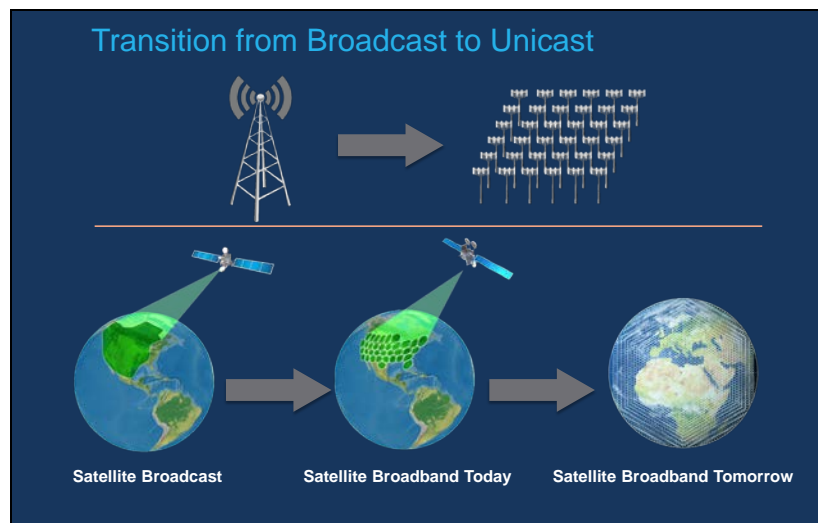 Transition from Broadcast to Unicast
Satellite Broadcast
Satellite Broadband Today
Satellite Broadband Tomorrow